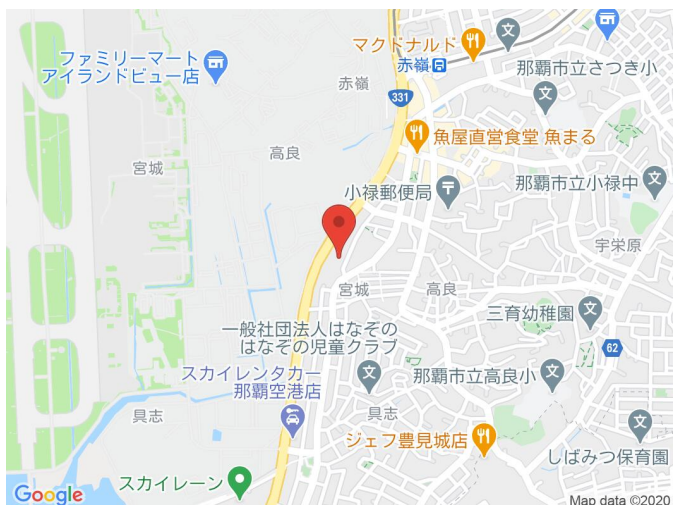 マクドナルド
ファミリーマート
アイランドビュー店
赤嶺
那覇市立さつき小
赤嶺
331
魚屋直営食堂 魚まる
高良
宮城
小禄郵便局
那覇市立小禄中
宇栄原
宮城
高良
三育幼稚園
一般社団法人はなぞの
はなぞの児童クラブ
62
スカイレンタカー
那覇空港店
那覇市立高良小
具志
具志
ジェフ豊見城店
しばみつ保育園
スカイレーン
Google
Map data ©2020